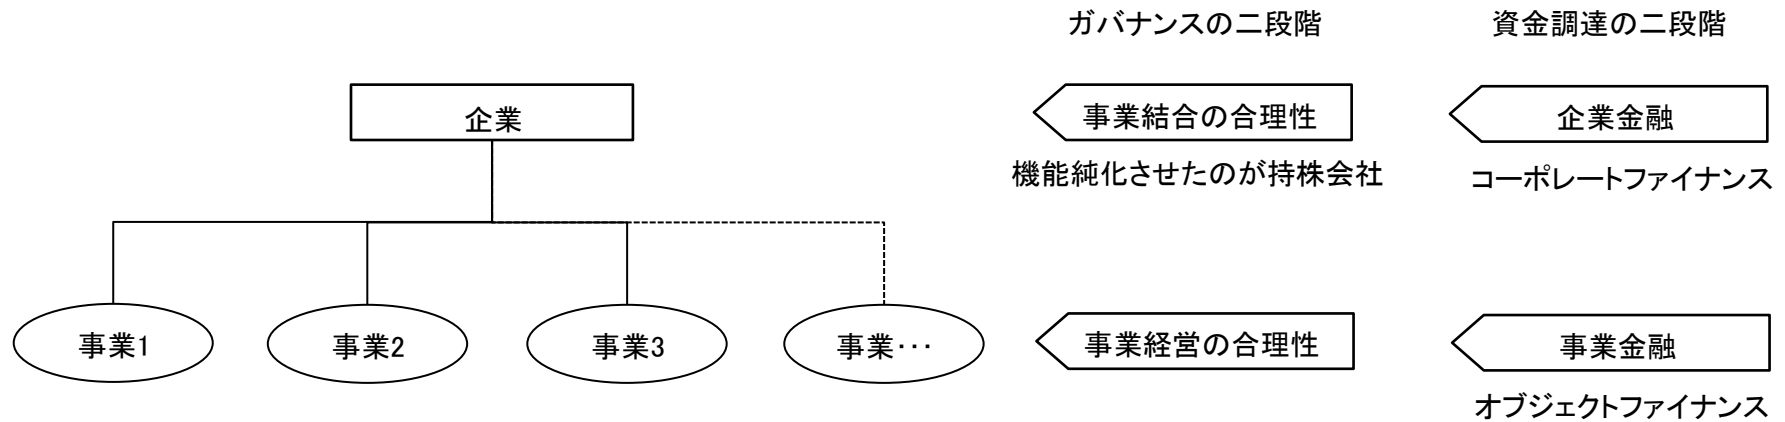 ガバナンスの二段階
資金調達の二段階
企業
事業結合の合理性
企業金融
機能純化させたのが持株会社
コーポレートファイナンス
事業1
事業2
事業3
事業･･･
事業経営の合理性
事業金融
オブジェクトファイナンス